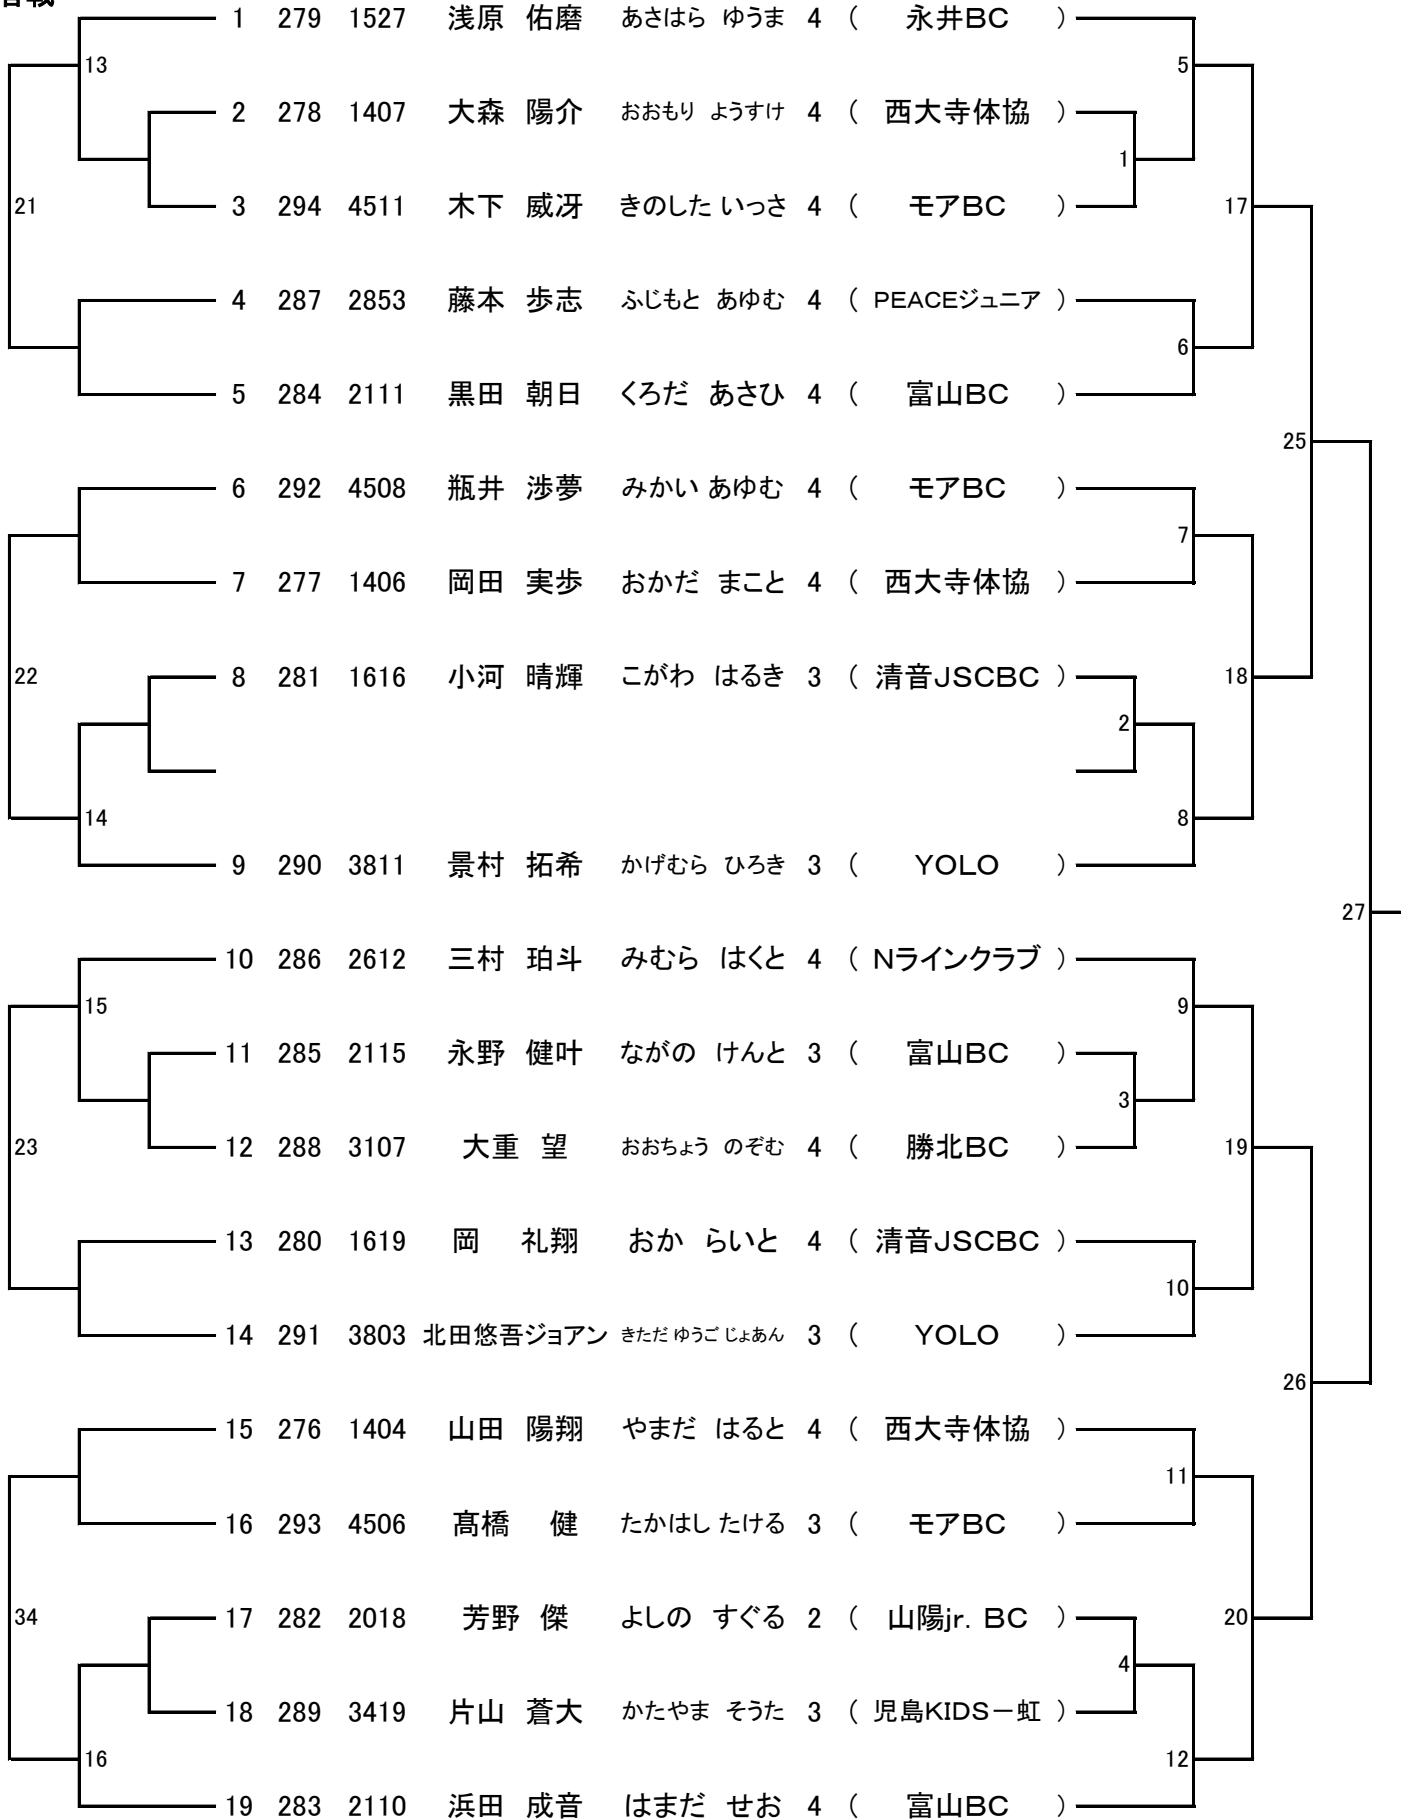 1 279 1527 浅原 佑磨 あさはら ゆうま 4 ( 永井BC )
13 5
2 278 1407 大森 陽介 おおもり ようすけ 4 ( 西大寺体協 )
1
21 3 294 4511 木下 威冴 きのした いっさ 4 ( モアBC ) 17
4 287 2853 藤本 歩志 ふじもと あゆむ 4 ( PEACEジュニア )
6
5 284 2111 黒田 朝日 くろだ あさひ 4 ( 富山BC )
25
6 292 4508 瓶井 渉夢 みかい あゆむ 4 ( モアBC )
7
7 277 1406 岡田 実歩 おかだ まこと 4 ( 西大寺体協 )
22 8 281 1616 小河 晴輝 こがわ はるき 3 ( 清音JSCBC ) 18
2
14 8
9 290 3811 景村 拓希 かげむら ひろき 3 ( YOLO )
27
10 286 2612 三村 珀斗 みむら はくと 4 ( Nラインクラブ )
15 9
11 285 2115 永野 健叶 ながの けんと 3 ( 富山BC )
3
23 12 288 3107 大重 望 おおちょう のぞむ 4 ( 勝北BC ) 19
13 280 1619 岡 礼翔 おか らいと 4 ( 清音JSCBC )
10
14 291 3803 北田悠吾ジョアン きただ ゆうご じょあん 3 ( YOLO )
26
15 276 1404 山田 陽翔 やまだ はると 4 ( 西大寺体協 )
11
16 293 4506 髙橋 健 たかはし たける 3 ( モアBC )
34 17 282 2018 芳野 傑 よしの すぐる 2 ( 山陽jr. BC ) 20
4
18 289 3419 片山 蒼大 かたやま そうた 3 ( 児島KIDS－虹 )
16 12
19 283 2110 浜田 成音 はまだ せお 4 ( 富山BC )